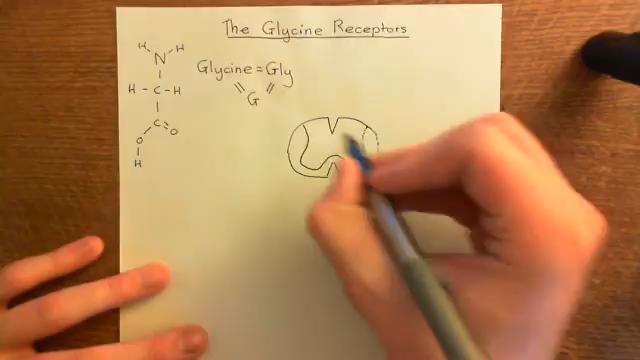 The Glycine Receptors
H H
N
H - C - H
C
O O
H
Glycine = Gly
G